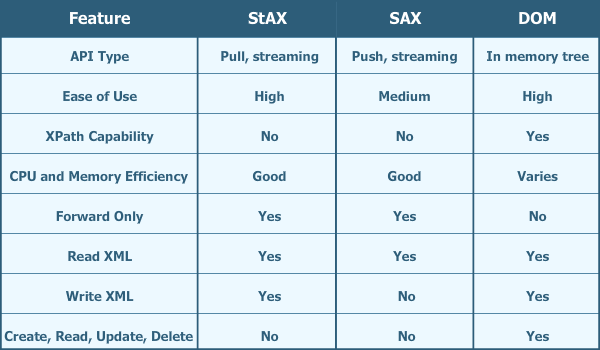 Feature StAX SAX DOM
API Type Pull, streaming Push, streaming In memory tree
Ease of Use High Medium High
XPath Capability No No Yes
CPU and Memory Efficiency Good Good Varies
Forward Only Yes Yes No
Read XML Yes Yes Yes
Write XML Yes No Yes
Create, Read, Update, Delete No No Yes